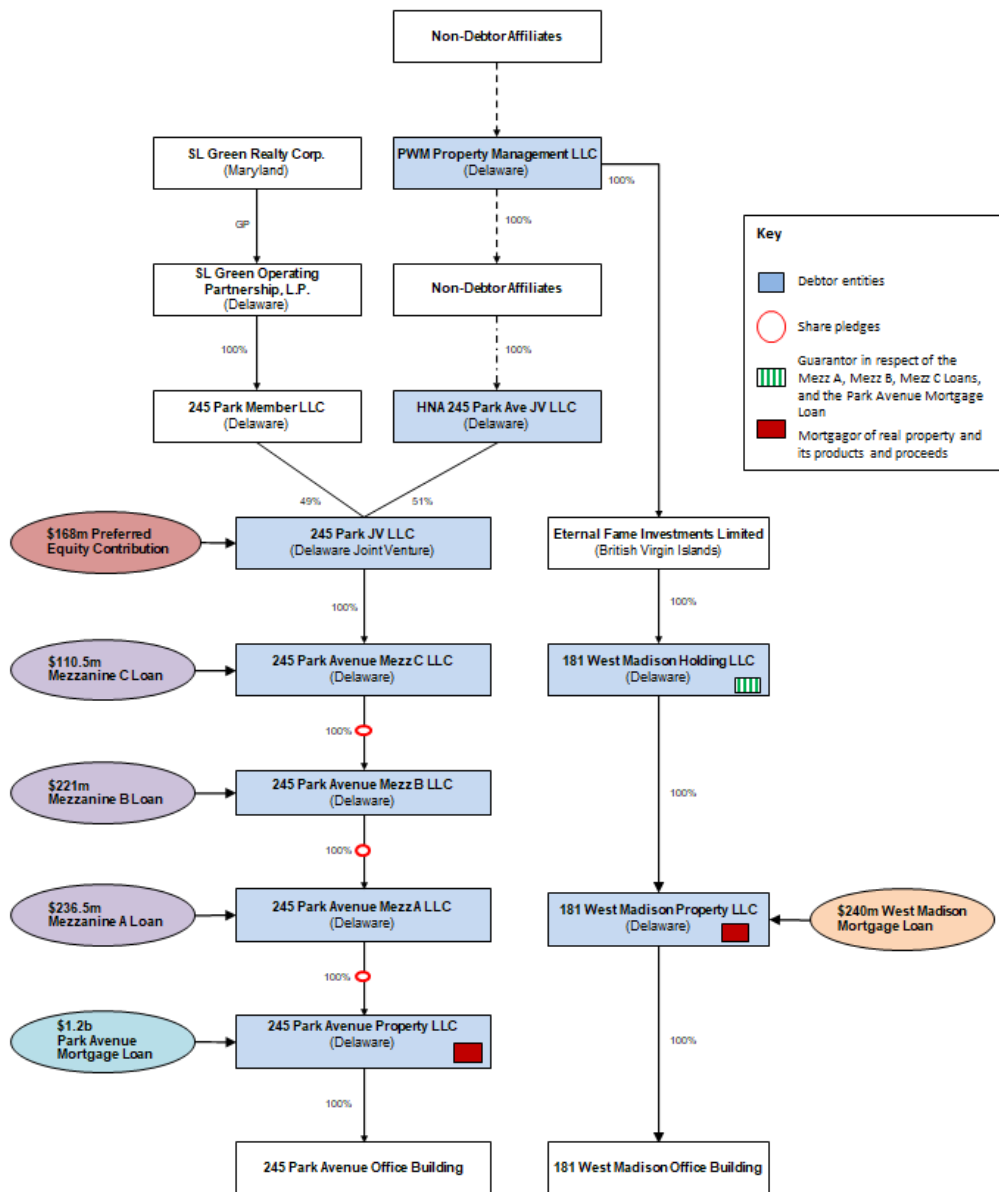 Non-Debtor Affiliates
SL Green Realty Corp.
(Maryland)
PWM Property Management LLC
(Delaware)
100%
GP
100%
Key
Debtor entities
Share pledges
Guarantor in respect of the
Mezz A, Mezz B, Mezz C Loans,
and the Park Avenue Mortgage
Loan
Mortgagor of real property and
its products and proceeds
SL Green Operating
Partnership, L.P.
(Delaware)
Non-Debtor Affiliates
100%
100%
245 Park Member LLC
(Delaware)
HNA 245 Park Ave JV LLC
(Delaware)
49%
51%
$168m Preferred
Equity Contribution
245 Park JV LLC
(Delaware Joint Venture)
Eternal Fame Investments Limited
(British Virgin Islands)
100%
100%
$110.5m
Mezzanine C Loan
245 Park Avenue Mezz C LLC
(Delaware)
181 West Madison Holding LLC
(Delaware)
100%
$221m
Mezzanine B Loan
245 Park Avenue Mezz B LLC
(Delaware)
100%
100%
$236.5m
Mezzanine A Loan
245 Park Avenue Mezz A LLC
(Delaware)
181 West Madison Property LLC
(Delaware)
$240m West Madison
Mortgage Loan
100%
$1.2b
Park Avenue
Mortgage Loan
245 Park Avenue Property LLC
(Delaware)
100%
100%
245 Park Avenue Office Building
181 West Madison Office Building